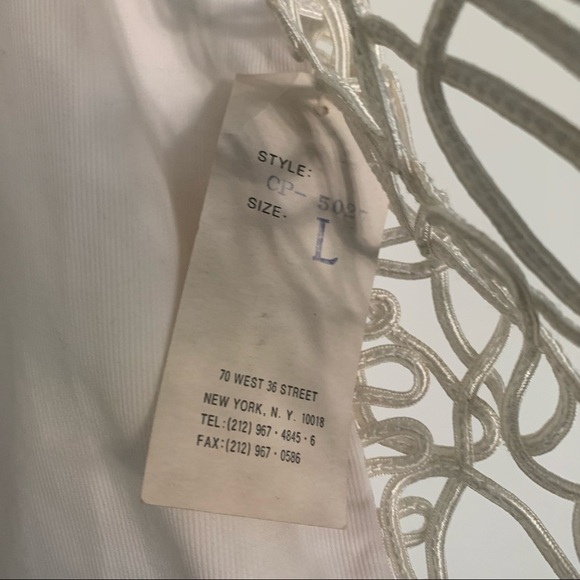 STYLE:
CP- 5027
SIZE-
L
70 WEST 36 STREET
NEW YORK, N. Y. 10018
TEL:(212) 967 · 4845 · 6
FAX:(212) 967 · 0586